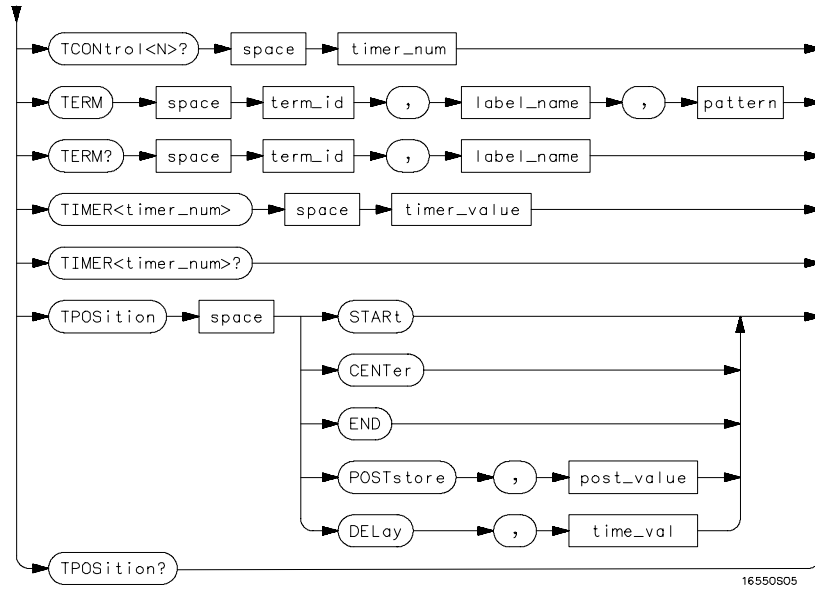 TCONtrol<N>? space timer_num
TERM space term_id , label_name , pattern
TERM? space term_id , label_name
TIMER<timer_num> space timer_value
TIMER<timer_num>?
TPOSition space STARt
CENTer
END
POSTstore , post_value
DELay , time_val
TPOSition?
16550S05